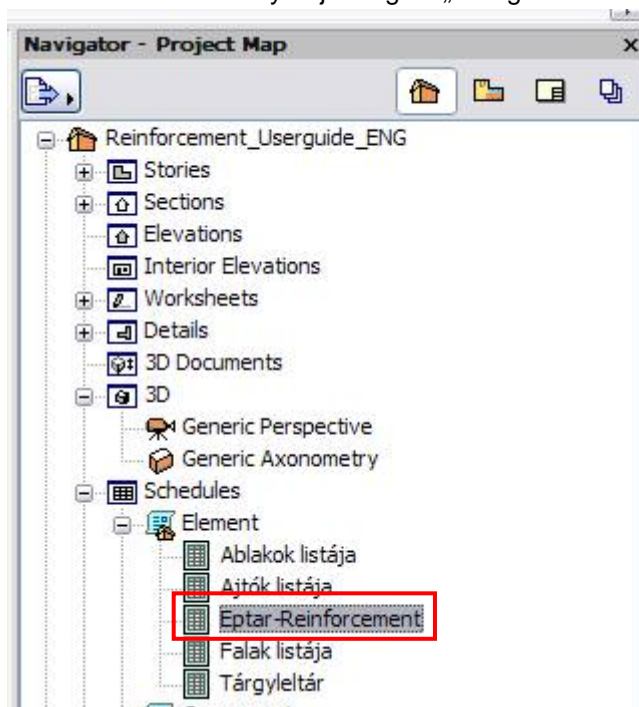 Navigator - Project Map
Reinforcement_Userguide_ENG
Stories
Sections
Elevations
Interior Elevations
Worksheets
Details
3D Documents
3D
Generic Perspective
Generic Axonometry
Schedules
Element
Ablakok listája
Ajtók listája
Eptar-Reinforcement
Falak listája
Tárgyleltár